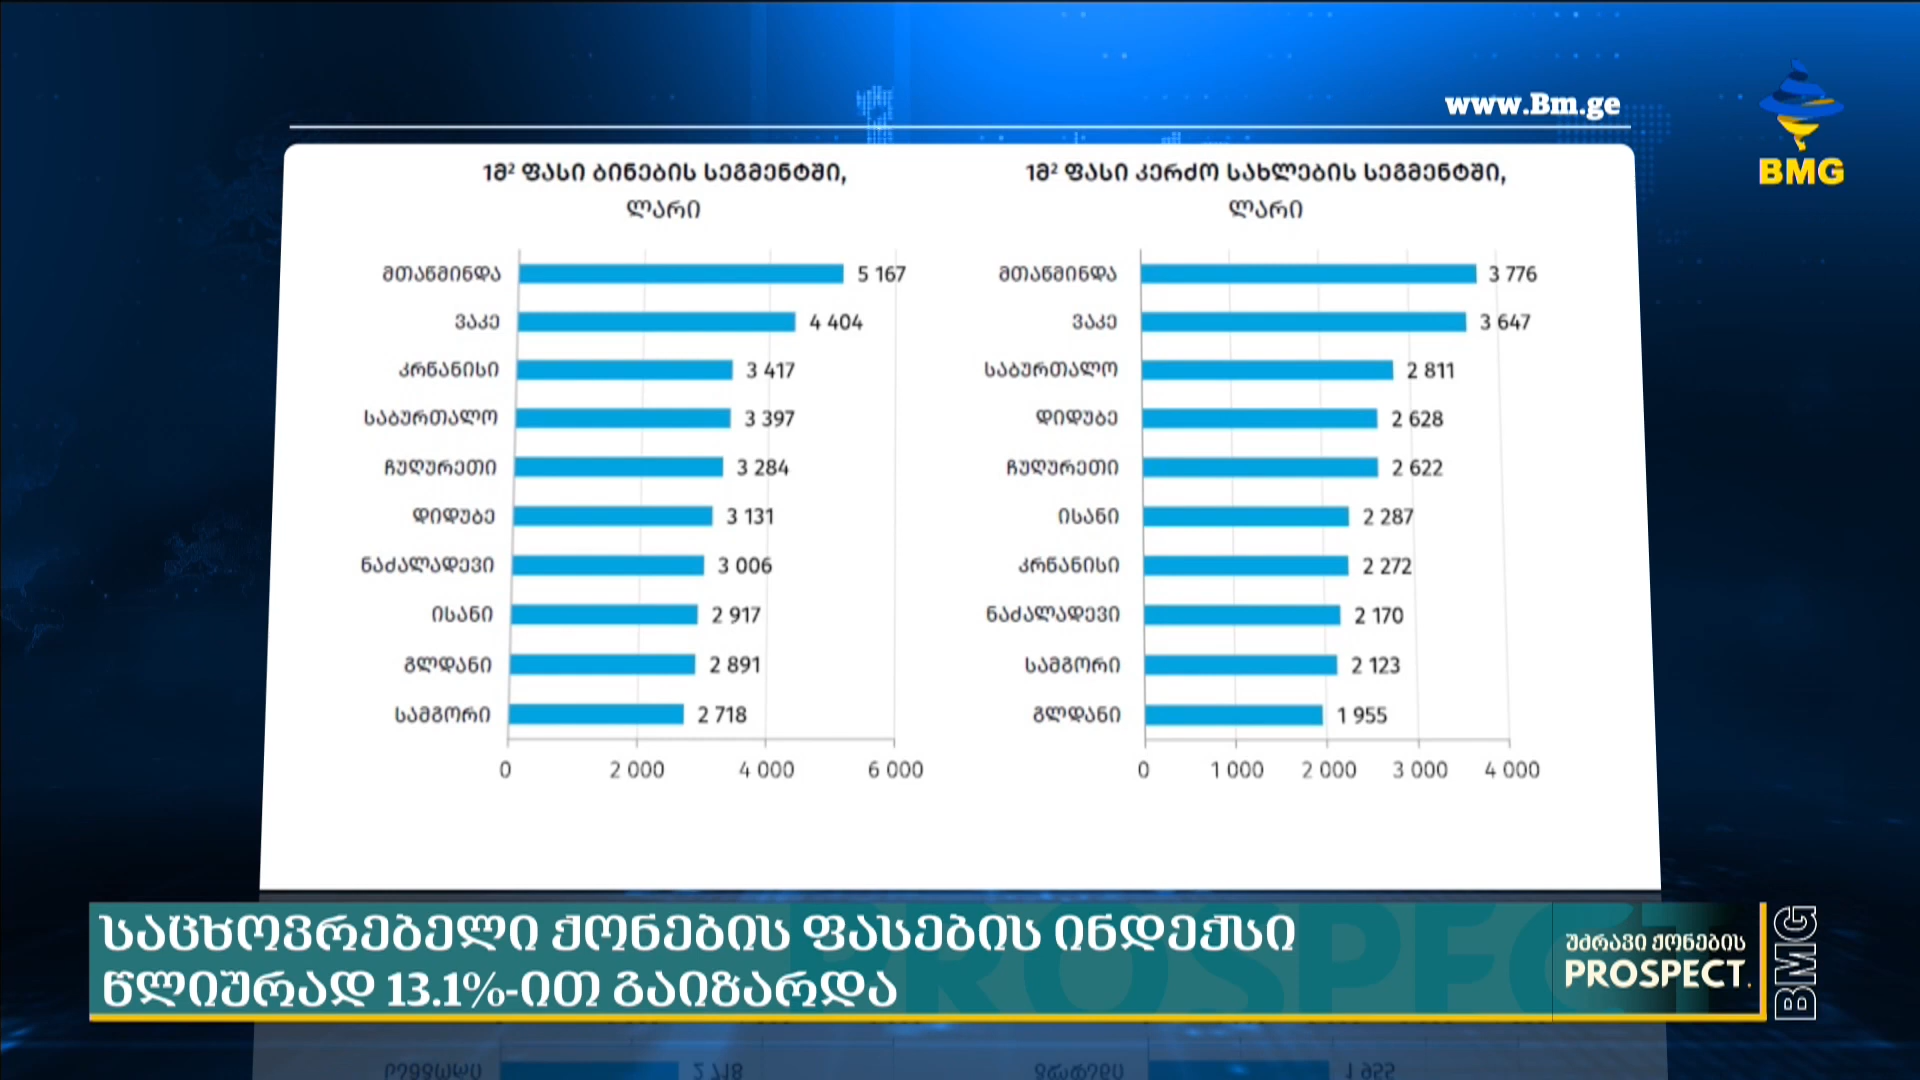 www.Bm.ge
BMG
1მ² ფასი ბინების სეგმენტში,
ლარი
მთაწმინდა 5 167
ვაკე 4 404
კრწანისი 3 417
საბურთალო 3 397
ჩუღურეთი 3 284
დიდუბე 3 131
ნაძალადევი 3 006
ისანი 2 917
გლდანი 2 891
სამგორი 2 718
0 2 000 4 000 6 000
1მ² ფასი კერძო სახლების სეგმენტში,
ლარი
მთაწმინდა 3 776
ვაკე 3 647
საბურთალო 2 811
დიდუბე 2 628
ჩუღურეთი 2 622
ისანი 2 287
კრწანისი 2 272
ნაძალადევი 2 170
სამგორი 2 123
გლდანი 1 955
0 1 000 2 000 3 000 4 000
საცხოვრებელი ქონების ფასების ინდექსი
წლიურად 13.1%-ით გაიზარდა
უძრავი ქონების
PROSPECT.
BMG